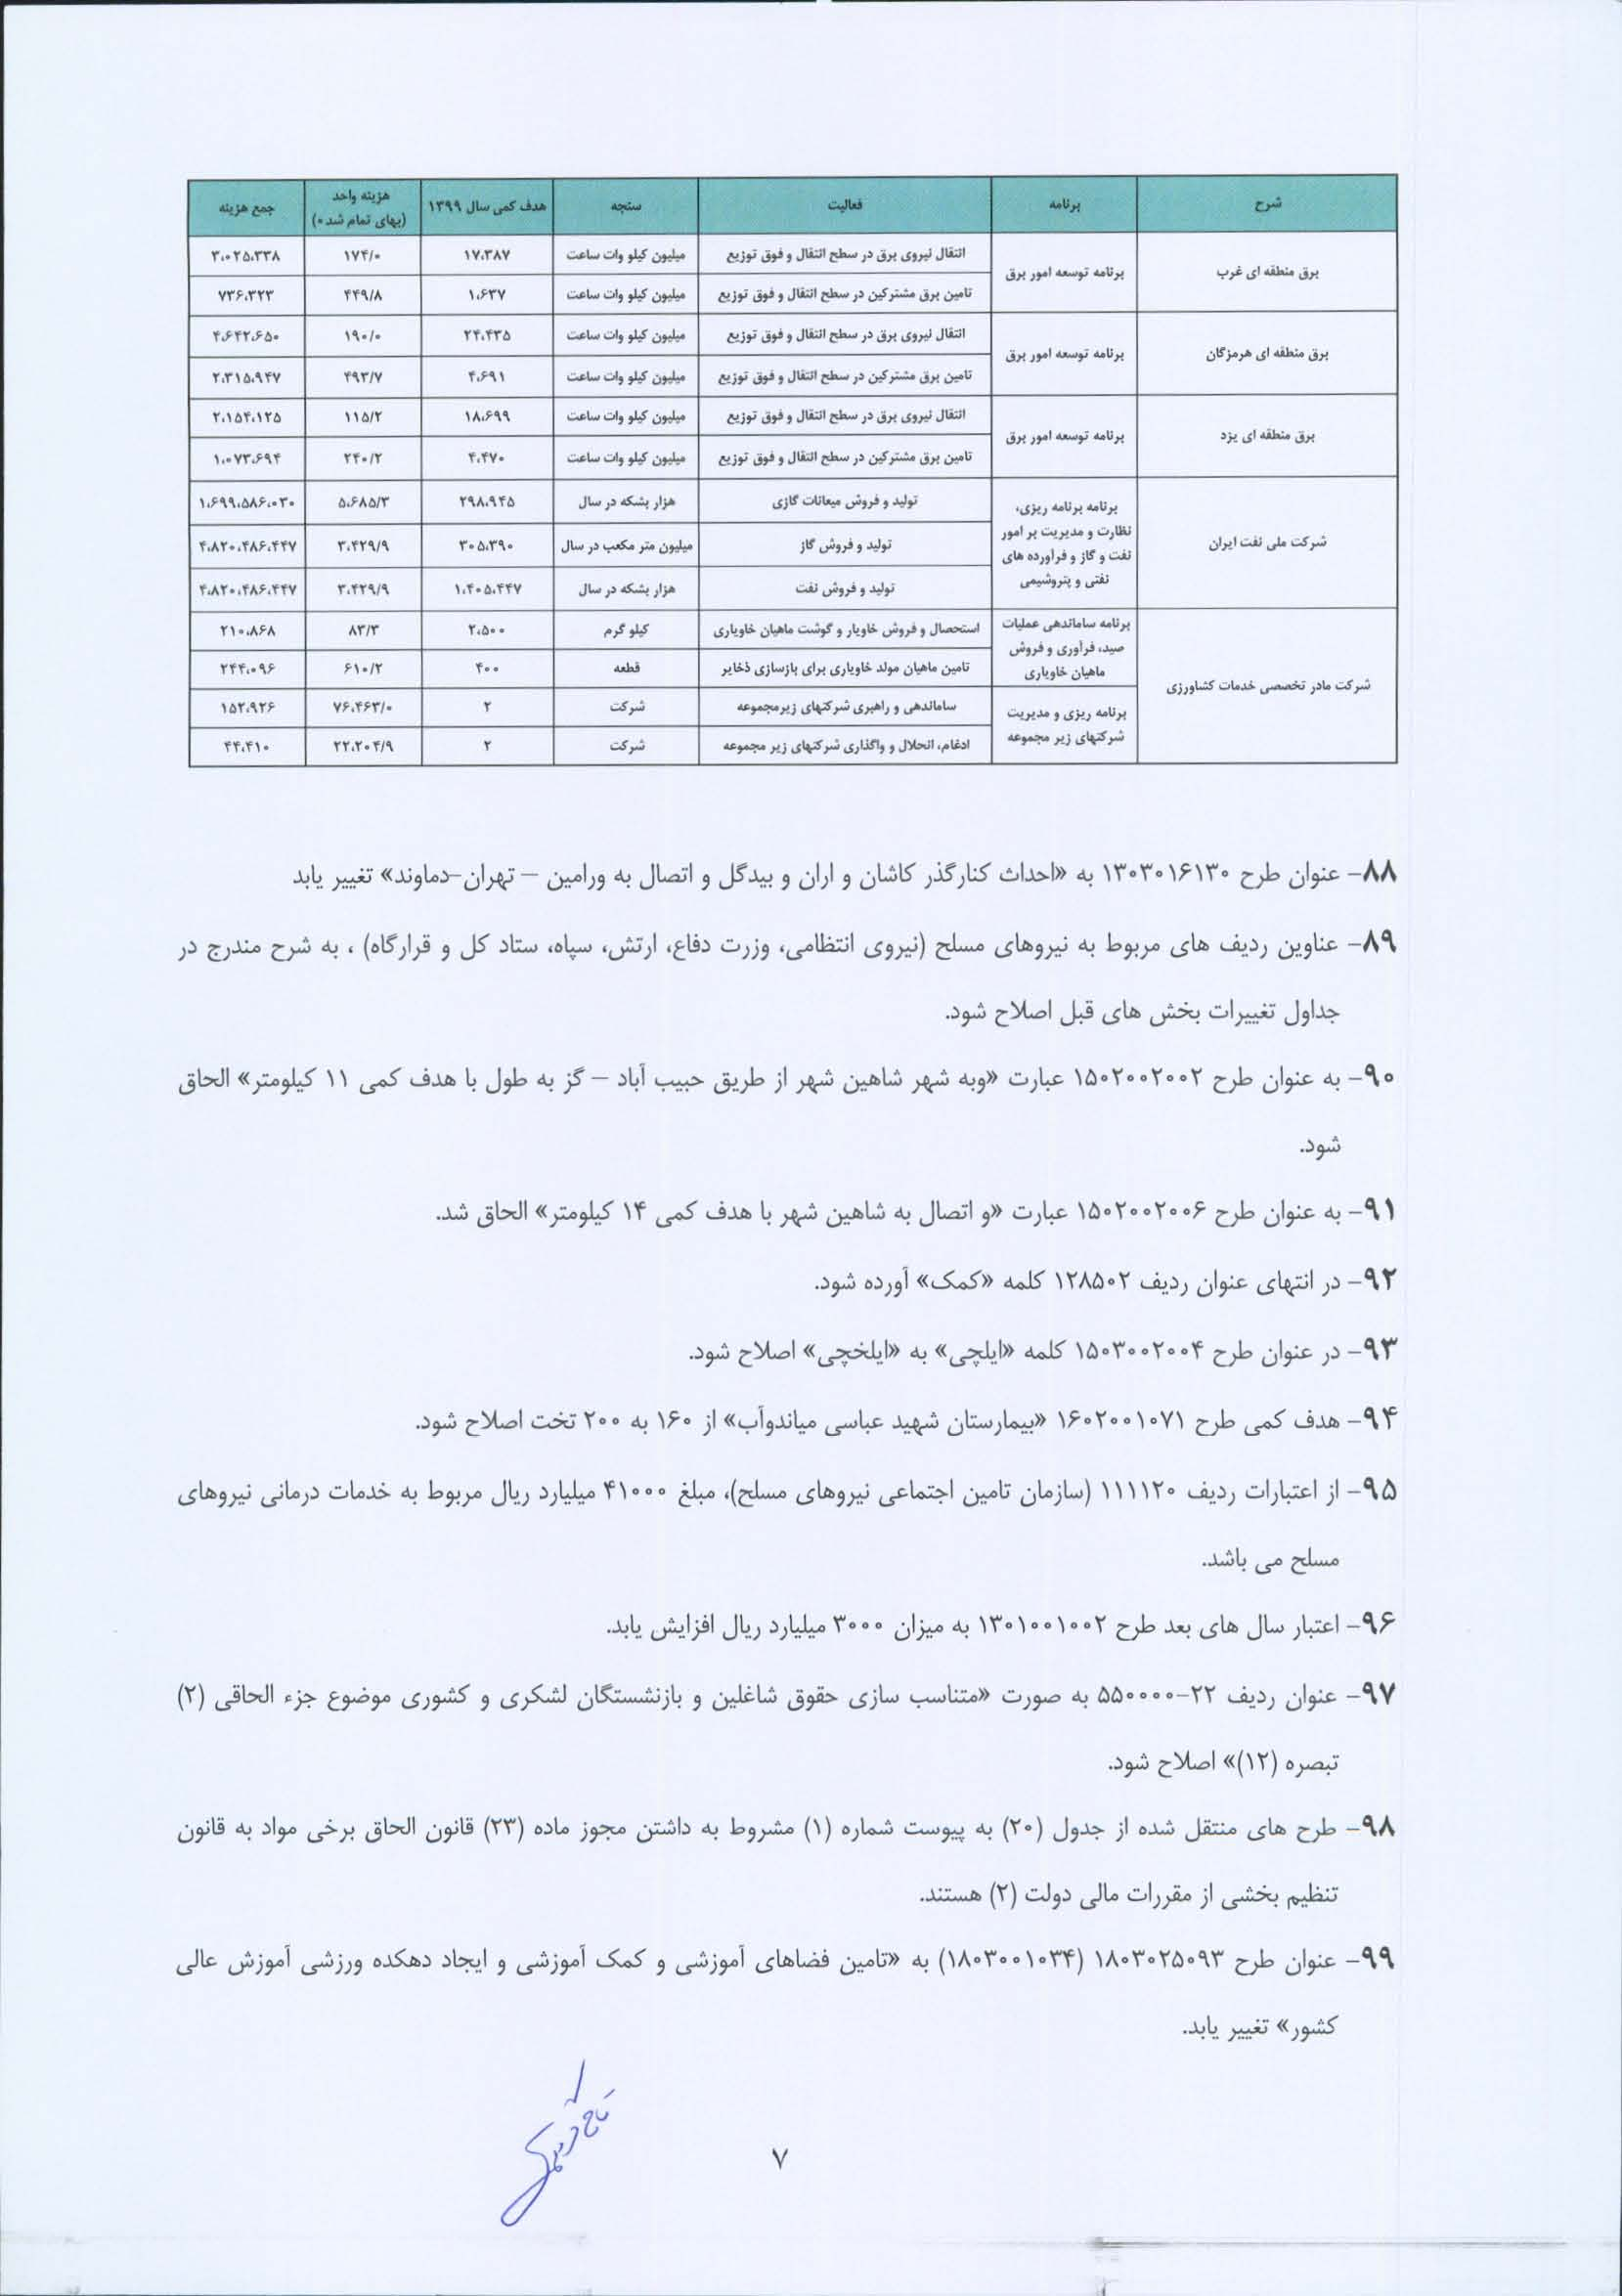 شرح	برنامه	فعالیت	سنجه	هدف کمی سال ۱۳۹۹	هزینه واحد (بهای تمام شده)	جمع هزینه
برق منطقه ای غرب	برنامه توسعه امور برق	انتقال نیروی برق در سطح انتقال و فوق توزیع	میلیون کیلو وات ساعت	۱۷،۳۸۷	۱۷۴/۰	۳،۰۲۵،۳۳۸
تامین برق مشترکین در سطح انتقال و فوق توزیع	میلیون کیلو وات ساعت	۱،۶۳۷	۴۴۹/۸	۷۳۶،۳۲۳
برق منطقه ای هرمزگان	برنامه توسعه امور برق	انتقال نیروی برق در سطح انتقال و فوق توزیع	میلیون کیلو وات ساعت	۲۴،۴۳۵	۱۹۰/۰	۴،۶۴۲،۶۵۰
تامین برق مشترکین در سطح انتقال و فوق توزیع	میلیون کیلو وات ساعت	۴،۶۹۱	۴۹۳/۷	۲،۳۱۵،۹۴۷
برق منطقه ای یزد	برنامه توسعه امور برق	انتقال نیروی برق در سطح انتقال و فوق توزیع	میلیون کیلو وات ساعت	۱۸،۶۹۹	۱۱۵/۲	۲،۱۵۴،۱۲۵
تامین برق مشترکین در سطح انتقال و فوق توزیع	میلیون کیلو وات ساعت	۴،۴۷۰	۲۴۰/۲	۱،۰۷۳،۶۹۴
شرکت ملی نفت ایران	برنامه برنامه ریزی، نظارت و مدیریت بر امور نفت و گاز و فرآورده های نفتی و پتروشیمی	تولید و فروش میعانات گازی	هزار بشکه در سال	۲۹۸،۹۴۵	۵،۶۸۵/۳	۱،۶۹۹،۵۸۶،۰۳۰
تولید و فروش گاز	میلیون متر مکعب در سال	۳۰۵،۳۹۰	۳،۴۲۹/۹	۴،۸۲۰،۴۸۶،۴۴۷
تولید و فروش نفت	هزار بشکه در سال	۱،۴۰۵،۴۴۷	۳،۴۲۹/۹	۴،۸۲۰،۴۸۶،۴۴۷
شرکت مادر تخصصی خدمات کشاورزی	برنامه ساماندهی عملیات صید، فرآوری و فروش ماهیان خاویاری	استحصال و فروش خاویار و گوشت ماهیان خاویاری	کیلو گرم	۲،۵۰۰	۸۳/۳	۲۱۰،۸۶۸
تامین ماهیان مولد خاویاری برای بازسازی ذخایر	قطعه	۴۰۰	۶۱۰/۲	۲۴۴،۰۹۶
برنامه ریزی و مدیریت شرکتهای زیر مجموعه	ساماندهی و راهبری شرکتهای زیرمجموعه	شرکت	۲	۷۶،۴۶۳/۰	۱۵۲،۹۲۶
ادغام، انحلال و واگذاری شرکتهای زیر مجموعه	شرکت	۲	۲۲،۲۰۴/۹	۴۴،۴۱۰
۸۸- عنوان طرح ۱۳۰۳۰۱۶۱۳۰ به «احداث کنارگذر کاشان و اران و بیدگل و اتصال به ورامین – تهران-دماوند» تغییر یابد
۸۹- عناوین ردیف های مربوط به نیروهای مسلح (نیروی انتظامی، وزرت دفاع، ارتش، سپاه، ستاد کل و قرارگاه) ، به شرح مندرج در
جداول تغییرات بخش های قبل اصلاح شود.
۹۰- به عنوان طرح ۱۵۰۲۰۰۲۰۰۲ عبارت «وبه شهر شاهین شهر از طریق حبیب آباد – گز به طول با هدف کمی ۱۱ کیلومتر» الحاق
شود.
۹۱- به عنوان طرح ۱۵۰۲۰۰۲۰۰۶ عبارت «و اتصال به شاهین شهر با هدف کمی ۱۴ کیلومتر» الحاق شد.
۹۲- در انتهای عنوان ردیف ۱۲۸۵۰۲ کلمه «کمک» آورده شود.
۹۳- در عنوان طرح ۱۵۰۳۰۰۲۰۰۴ کلمه «ایلچی» به «ایلخچی» اصلاح شود.
۹۴- هدف کمی طرح ۱۶۰۲۰۰۱۰۷۱ «بیمارستان شهید عباسی میاندوآب» از ۱۶۰ به ۲۰۰ تخت اصلاح شود.
۹۵- از اعتبارات ردیف ۱۱۱۱۲۰ (سازمان تامین اجتماعی نیروهای مسلح)، مبلغ ۴۱۰۰۰ میلیارد ریال مربوط به خدمات درمانی نیروهای
مسلح می باشد.
۹۶- اعتبار سال های بعد طرح ۱۳۰۱۰۰۱۰۰۲ به میزان ۳۰۰۰ میلیارد ریال افزایش یابد.
۹۷- عنوان ردیف ۲۲-۵۵۰۰۰۰ به صورت «متناسب سازی حقوق شاغلین و بازنشستگان لشکری و کشوری موضوع جزء الحاقی (۲)
تبصره (۱۲)» اصلاح شود.
۹۸- طرح های منتقل شده از جدول (۲۰) به پیوست شماره (۱) مشروط به داشتن مجوز ماده (۲۳) قانون الحاق برخی مواد به قانون
تنظیم بخشی از مقررات مالی دولت (۲) هستند.
۹۹- عنوان طرح ۱۸۰۳۰۲۵۰۹۳ (۱۸۰۳۰۰۱۰۳۴) به «تامین فضاهای آموزشی و کمک آموزشی و ایجاد دهکده ورزشی آموزش عالی
کشور» تغییر یابد.
۷